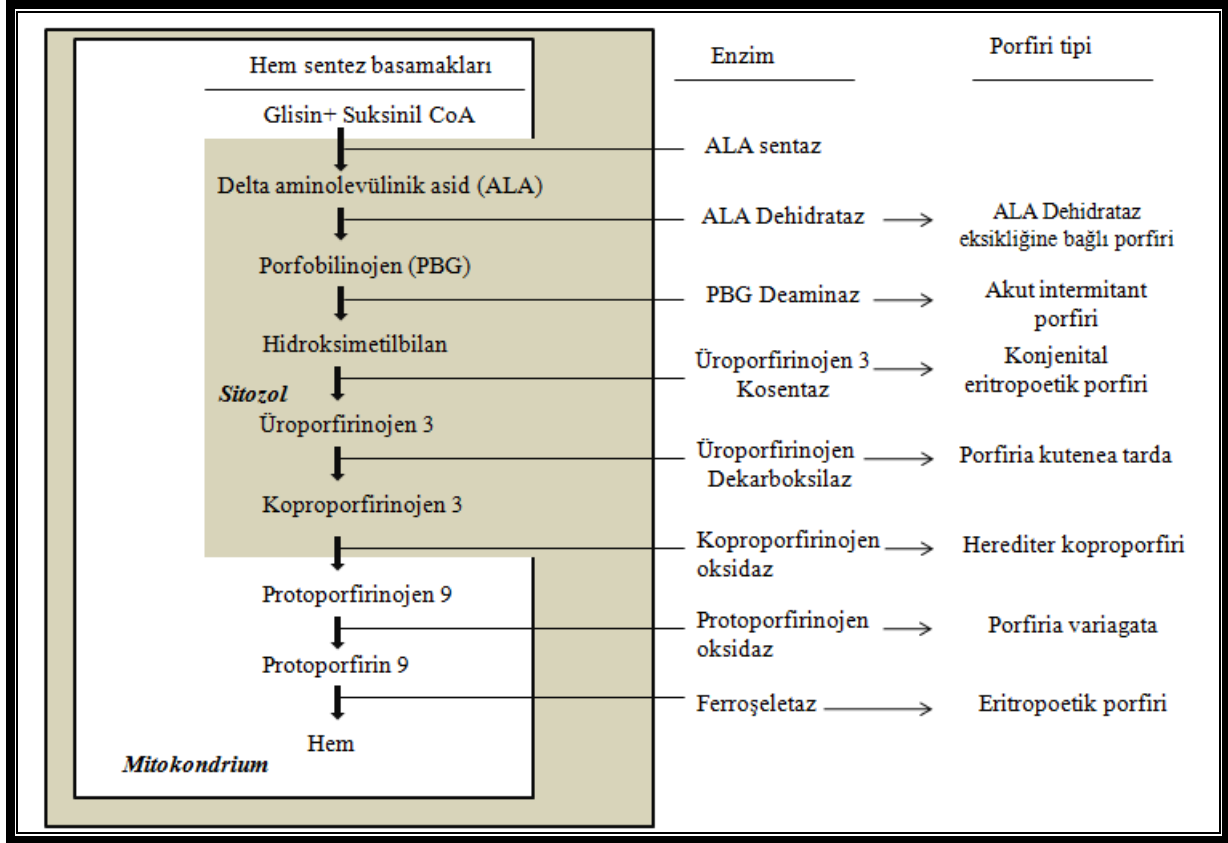 Hem sentez basamakları
Glisin+ Suksinil CoA
Delta aminolevülinik asid (ALA)
Porfobilinojen (PBG)
Hidroksimetilbilan
Sitozol
Üroporfirinojen 3
Koproporfirinojen 3
Protoporfirinojen 9
Protoporfirin 9
Hem
Mitokondrium
Enzim
ALA sentaz
ALA Dehidrataz
PBG Deaminaz
Üroporfirinojen 3
Kosentaz
Üroporfirinojen
Dekarboksilaz
Koproporfirinojen
oksidaz
Protoporfirinojen
oksidaz
Ferroşeletaz
Porfiri tipi
ALA Dehidrataz
eksikliğine bağlı porfiri
Akut intermitant
porfiri
Konjenital
eritropoetik porfiri
Porfiria kutenea tarda
Herediter koproporfiri
Porfiria variagata
Eritropoetik porfiri